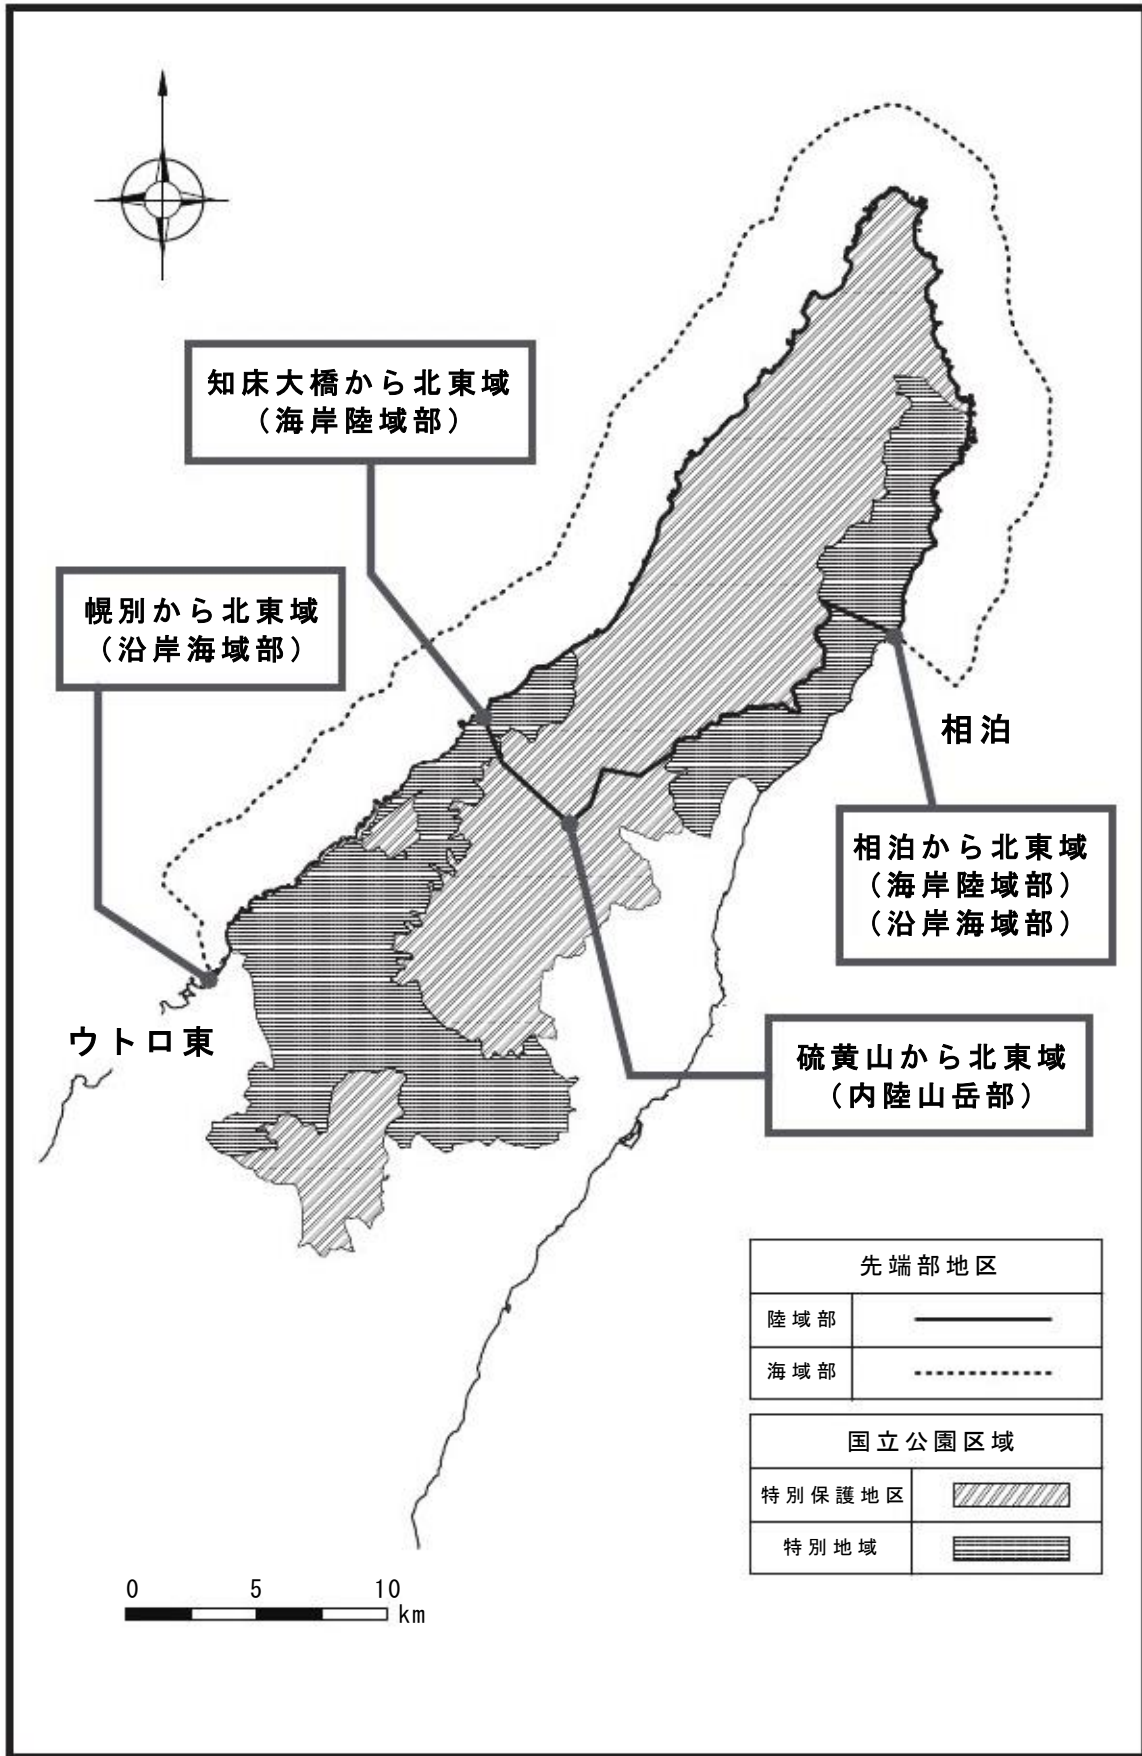 知床大橋から北東域
（海岸陸域部）
幌別から北東域
（沿岸海域部）
相泊
相泊から北東域
（海岸陸域部）
（沿岸海域部）
ウトロ東
硫黄山から北東域
（内陸山岳部）
先端部地区
陸域部
海域部
国立公園区域
特別保護地区
特別地域
0 5 10
km